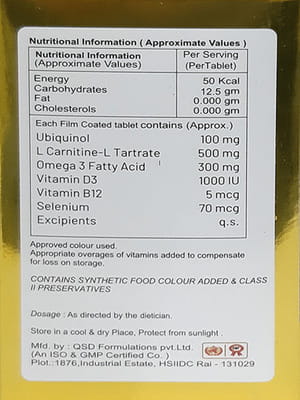 Nutritional Information ( Approximate Values )
Nutritional Information Per Serving
(Approximate Values) (PerTablet)
Energy 50 Kcal
Carbohydrates 12.5 gm
Fat 0.000 gm
Cholesterols 0.000 gm
Each Film Coated tablet contains (Approx.)
Ubiquinol 100 mg
L Carnitine-L Tartrate 500 mg
Omega 3 Fatty Acid 300 mg
Vitamin D3 1000 IU
Vitamin B12 5 mcg
Selenium 70 mcg
Excipients q.s.
Approved colour used.
Appropriate overages of vitamins added to compensate
for loss on storage.
CONTAINS SYNTHETIC FOOD COLOUR ADDED & CLASS
II PRESERVATIVES
Dosage : As directed by the dietician.
Store in a cool & dry Place, Protect from sunlight .
Mfd. by : QSD Formulations pvt.Ltd.
(An ISO & GMP Certified Co. )
Plot.:1876,Industrial Estate, HSIIDC Rai - 131029